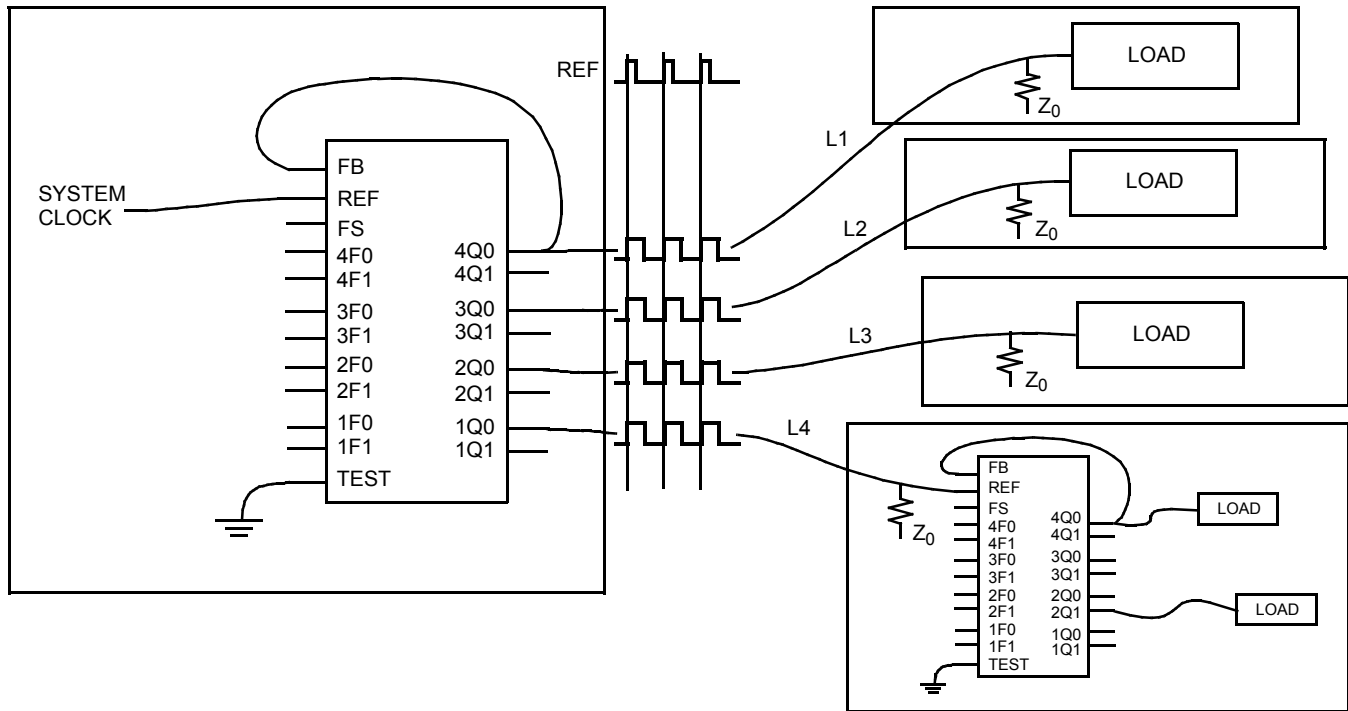 SYSTEM
CLOCK
FB
REF
FS
4F0
4F1
3F0
3F1
2F0
2F1
1F0
1F1
TEST
4Q0
4Q1
3Q0
3Q1
2Q0
2Q1
1Q0
1Q1
REF
L1
L2
L3
L4
LOAD
Z0
LOAD
Z0
LOAD
Z0
Z0
FB
REF
FS
4F0
4F1
3F0
3F1
2F0
2F1
1F0
1F1
TEST
4Q0
4Q1
3Q0
3Q1
2Q0
2Q1
1Q0
1Q1
LOAD
LOAD